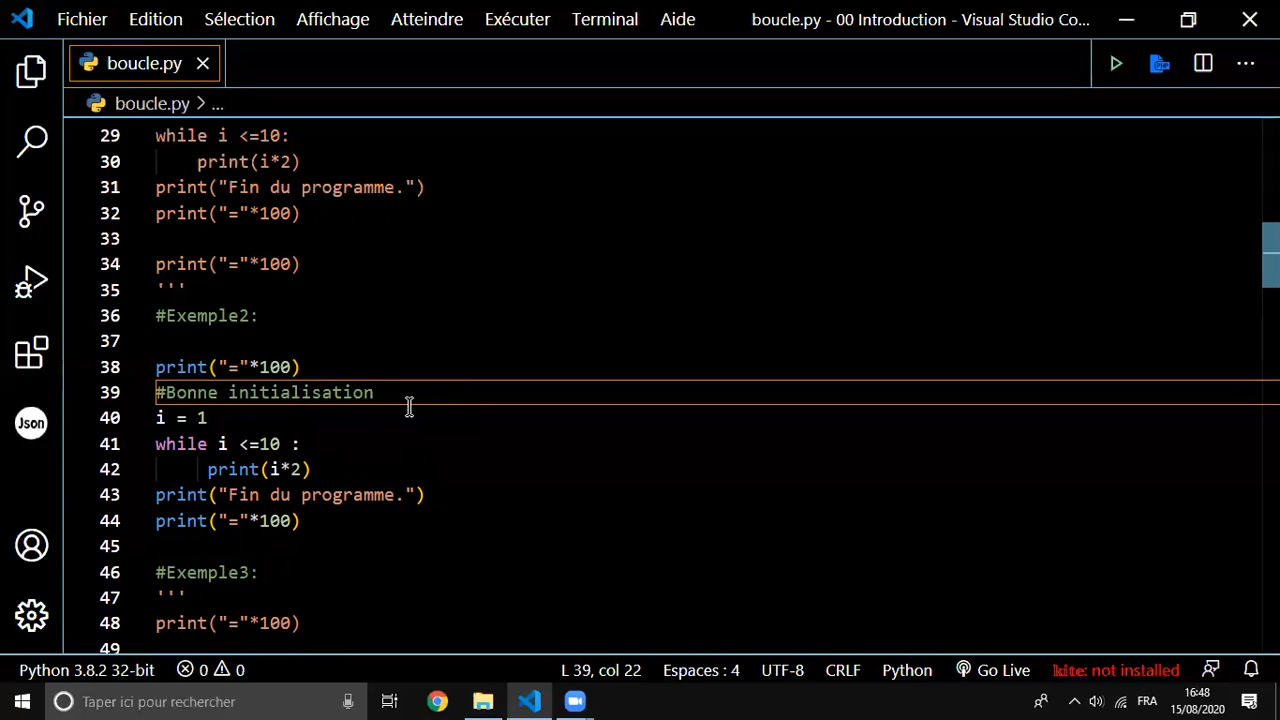 Fichier Edition Sélection Affichage Atteindre Exécuter Terminal Aide boucle.py - 00 Introduction - Visual Studio Co...
boucle.py
boucle.py > ...
29 while i <=10:
30 print(i*2)
31 print("Fin du programme.")
32 print("="*100)
33
34 print("="*100)
35 '''
36 #Exemple2:
37
38 print("="*100)
39 #Bonne initialisation
40 i = 1
41 while i <=10 :
42 print(i*2)
43 print("Fin du programme.")
44 print("="*100)
45
46 #Exemple3:
47 '''
48 print("="*100)
49
Json
Python 3.8.2 32-bit 0 0 L 39, col 22 Espaces : 4 UTF-8 CRLF Python Go Live kite: not installed
Taper ici pour rechercher FRA 16:48
15/08/2020